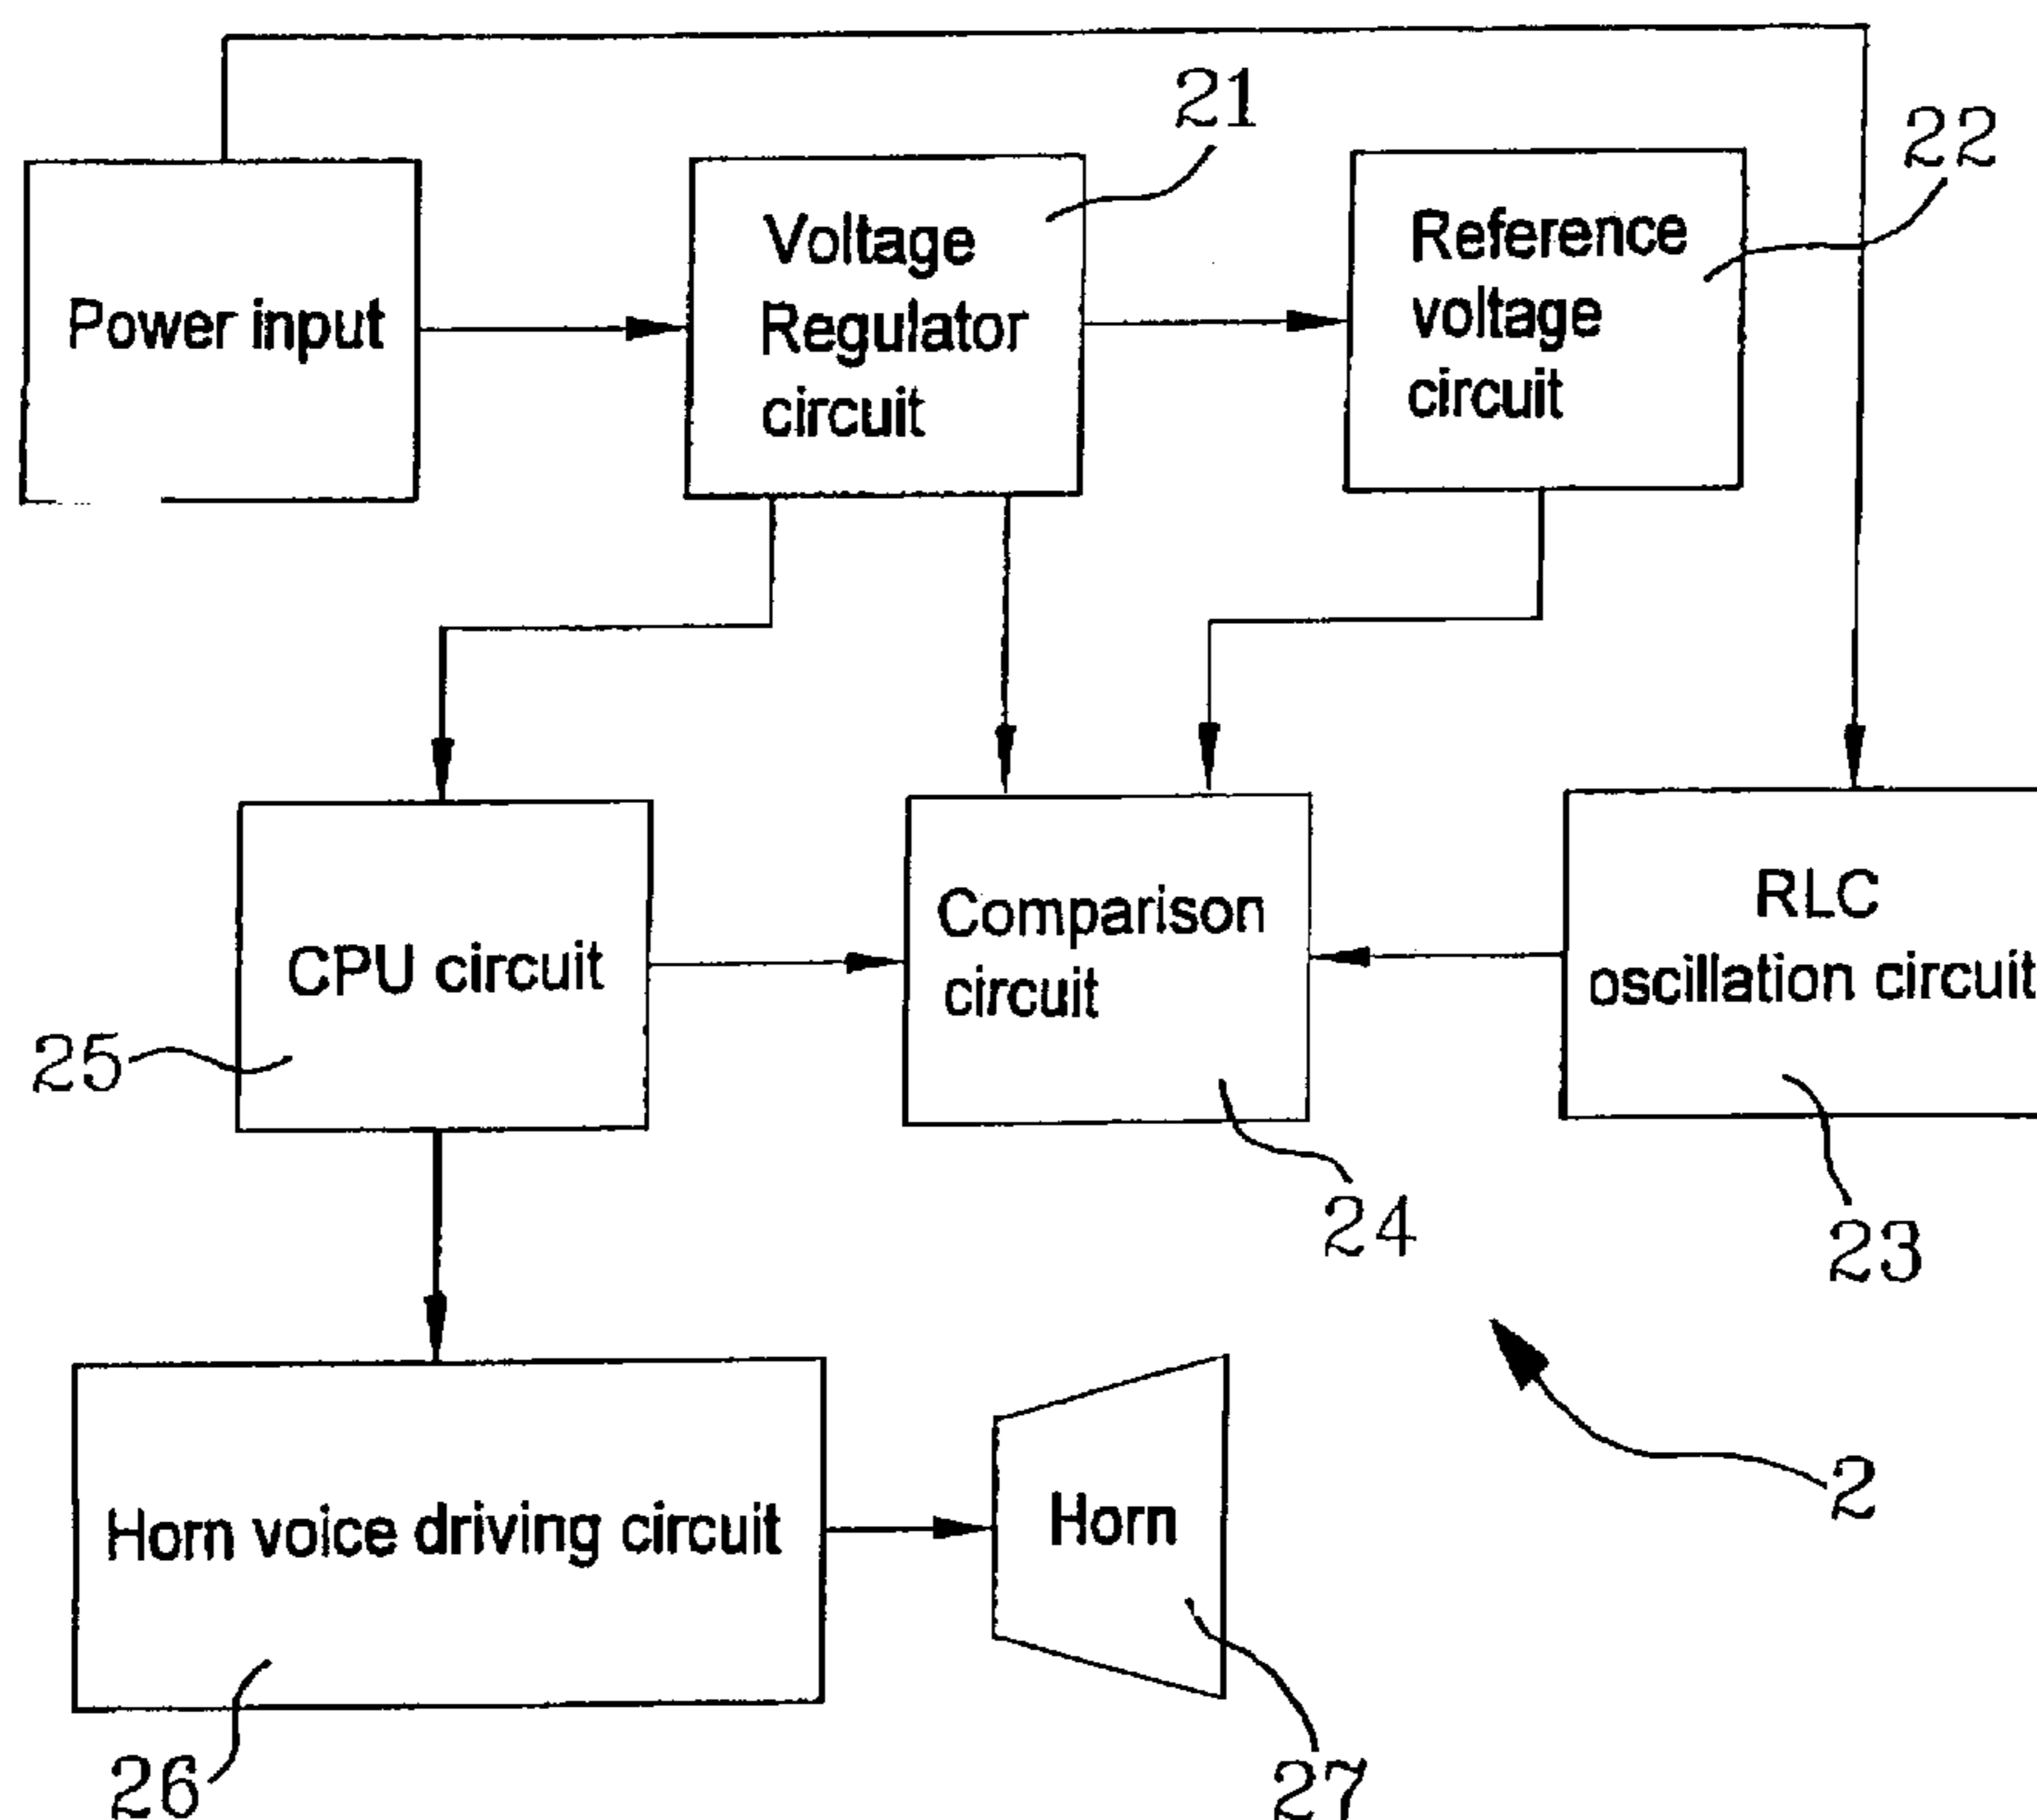 21
22
Power input
Voltage
Regulator
circuit
Reference
voltage
circuit
CPU circuit
Comparison
circuit
RLC
oscillation circuit
25
24
23
2
Horn voice driving circuit
Horn
26
27